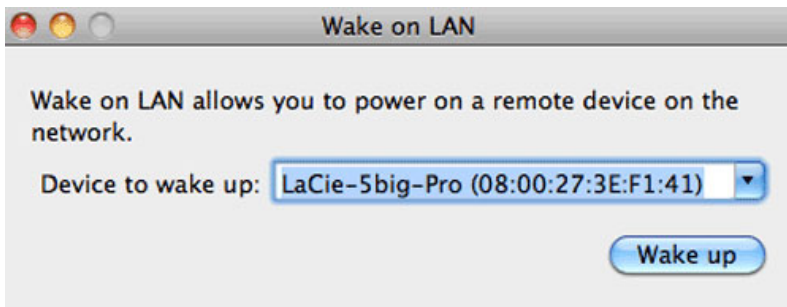 Wake on LAN
Wake on LAN allows you to power on a remote device on the
network.
Device to wake up: LaCie-5big-Pro (08:00:27:3E:F1:41)
Wake up